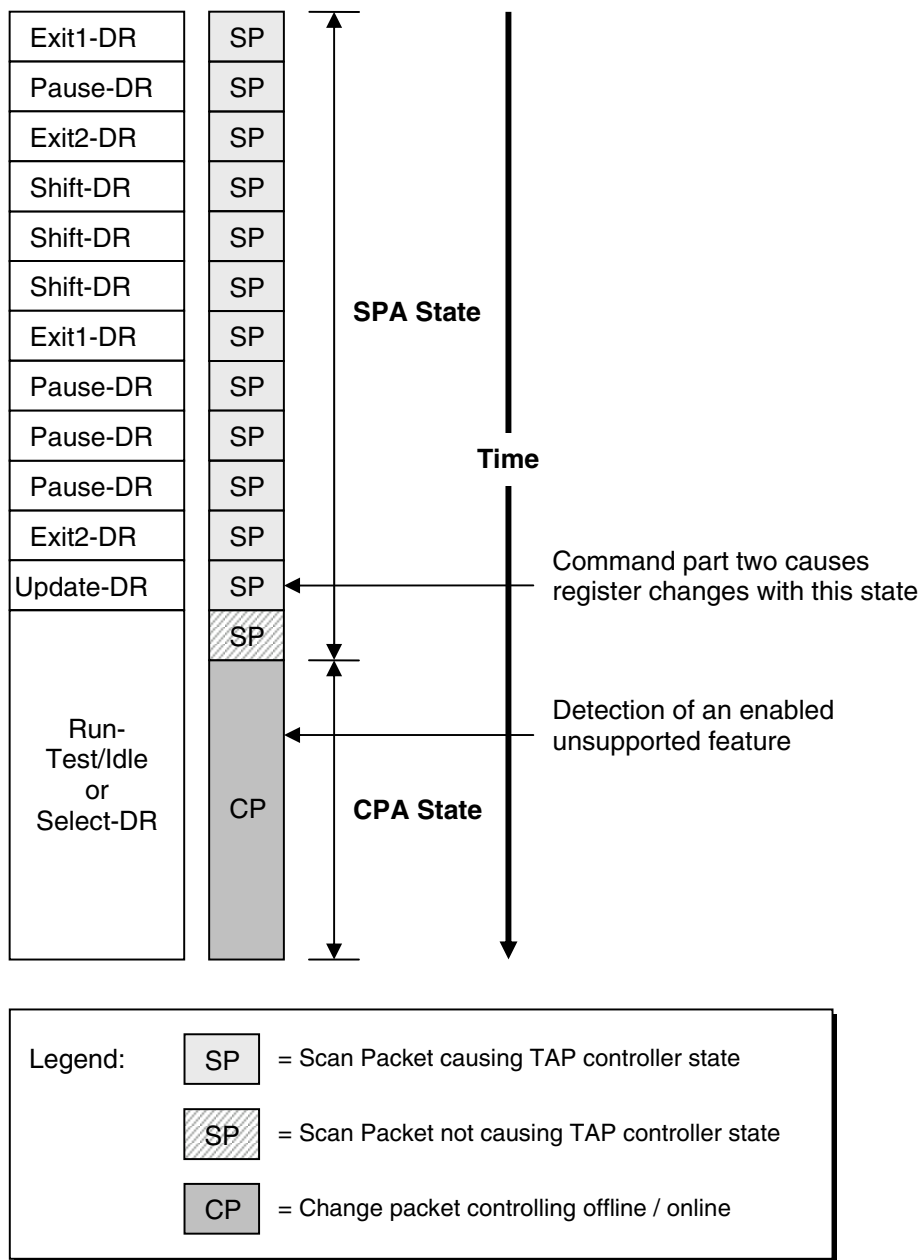 Exit1-DR SP
Pause-DR SP
Exit2-DR SP
Shift-DR SP
Shift-DR SP
Shift-DR SP
SPA State
Exit1-DR SP
Pause-DR SP
Pause-DR SP
Time
Pause-DR SP
Exit2-DR SP
Update-DR SP
Command part two causes
register changes with this state
SP
Run-
Test/Idle
or
Select-DR
CP
CPA State
Detection of an enabled
unsupported feature
Legend:
SP = Scan Packet causing TAP controller state
SP = Scan Packet not causing TAP controller state
CP = Change packet controlling offline / online